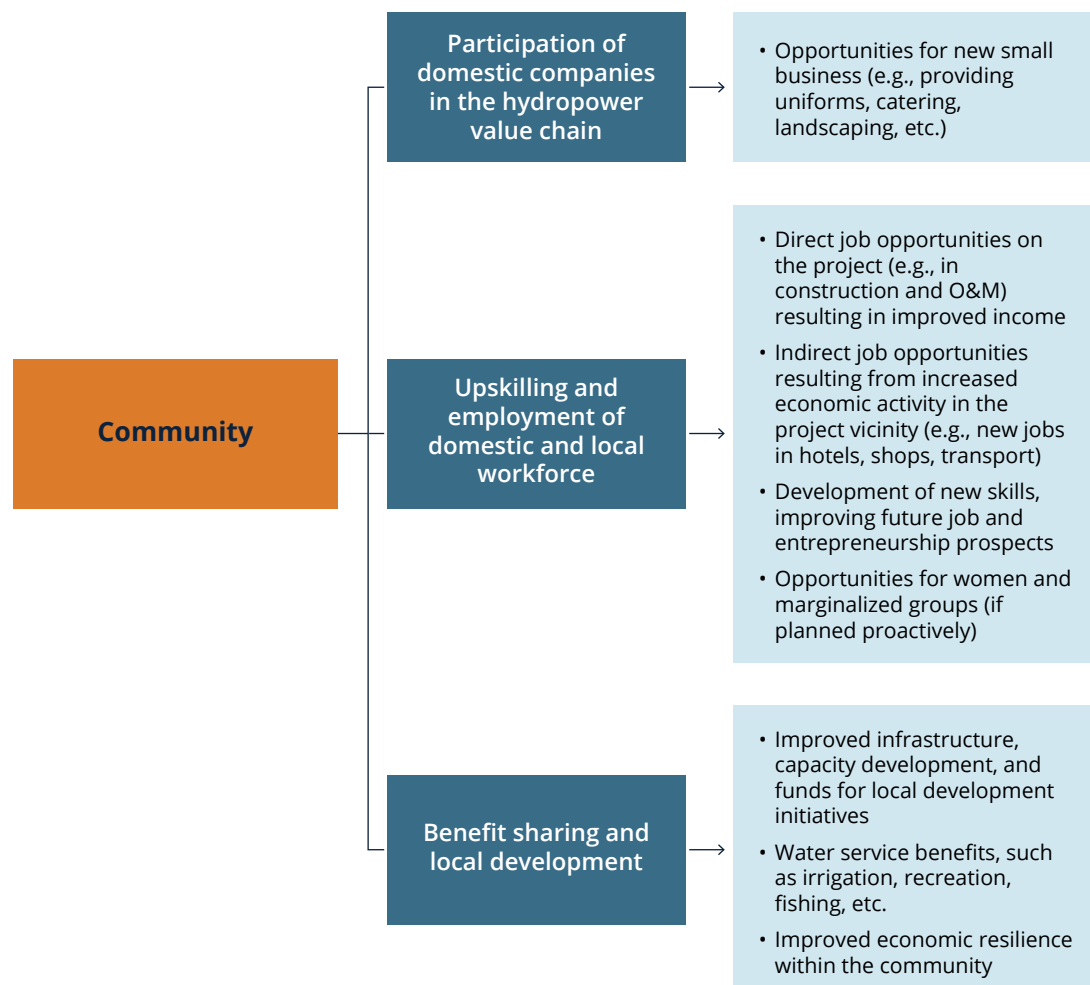 Community
Participation of
domestic companies
in the hydropower
value chain
• Opportunities for new small
business (e.g., providing
uniforms, catering,
landscaping, etc.)
Upskilling and
employment of
domestic and local
workforce
• Direct job opportunities on
the project (e.g., in
construction and O&M)
resulting in improved income
• Indirect job opportunities
resulting from increased
economic activity in the
project vicinity (e.g., new jobs
in hotels, shops, transport)
• Development of new skills,
improving future job and
entrepreneurship prospects
• Opportunities for women and
marginalized groups (if
planned proactively)
Benefit sharing and
local development
• Improved infrastructure,
capacity development, and
funds for local development
initiatives
• Water service benefits, such
as irrigation, recreation,
fishing, etc.
• Improved economic resilience
within the community